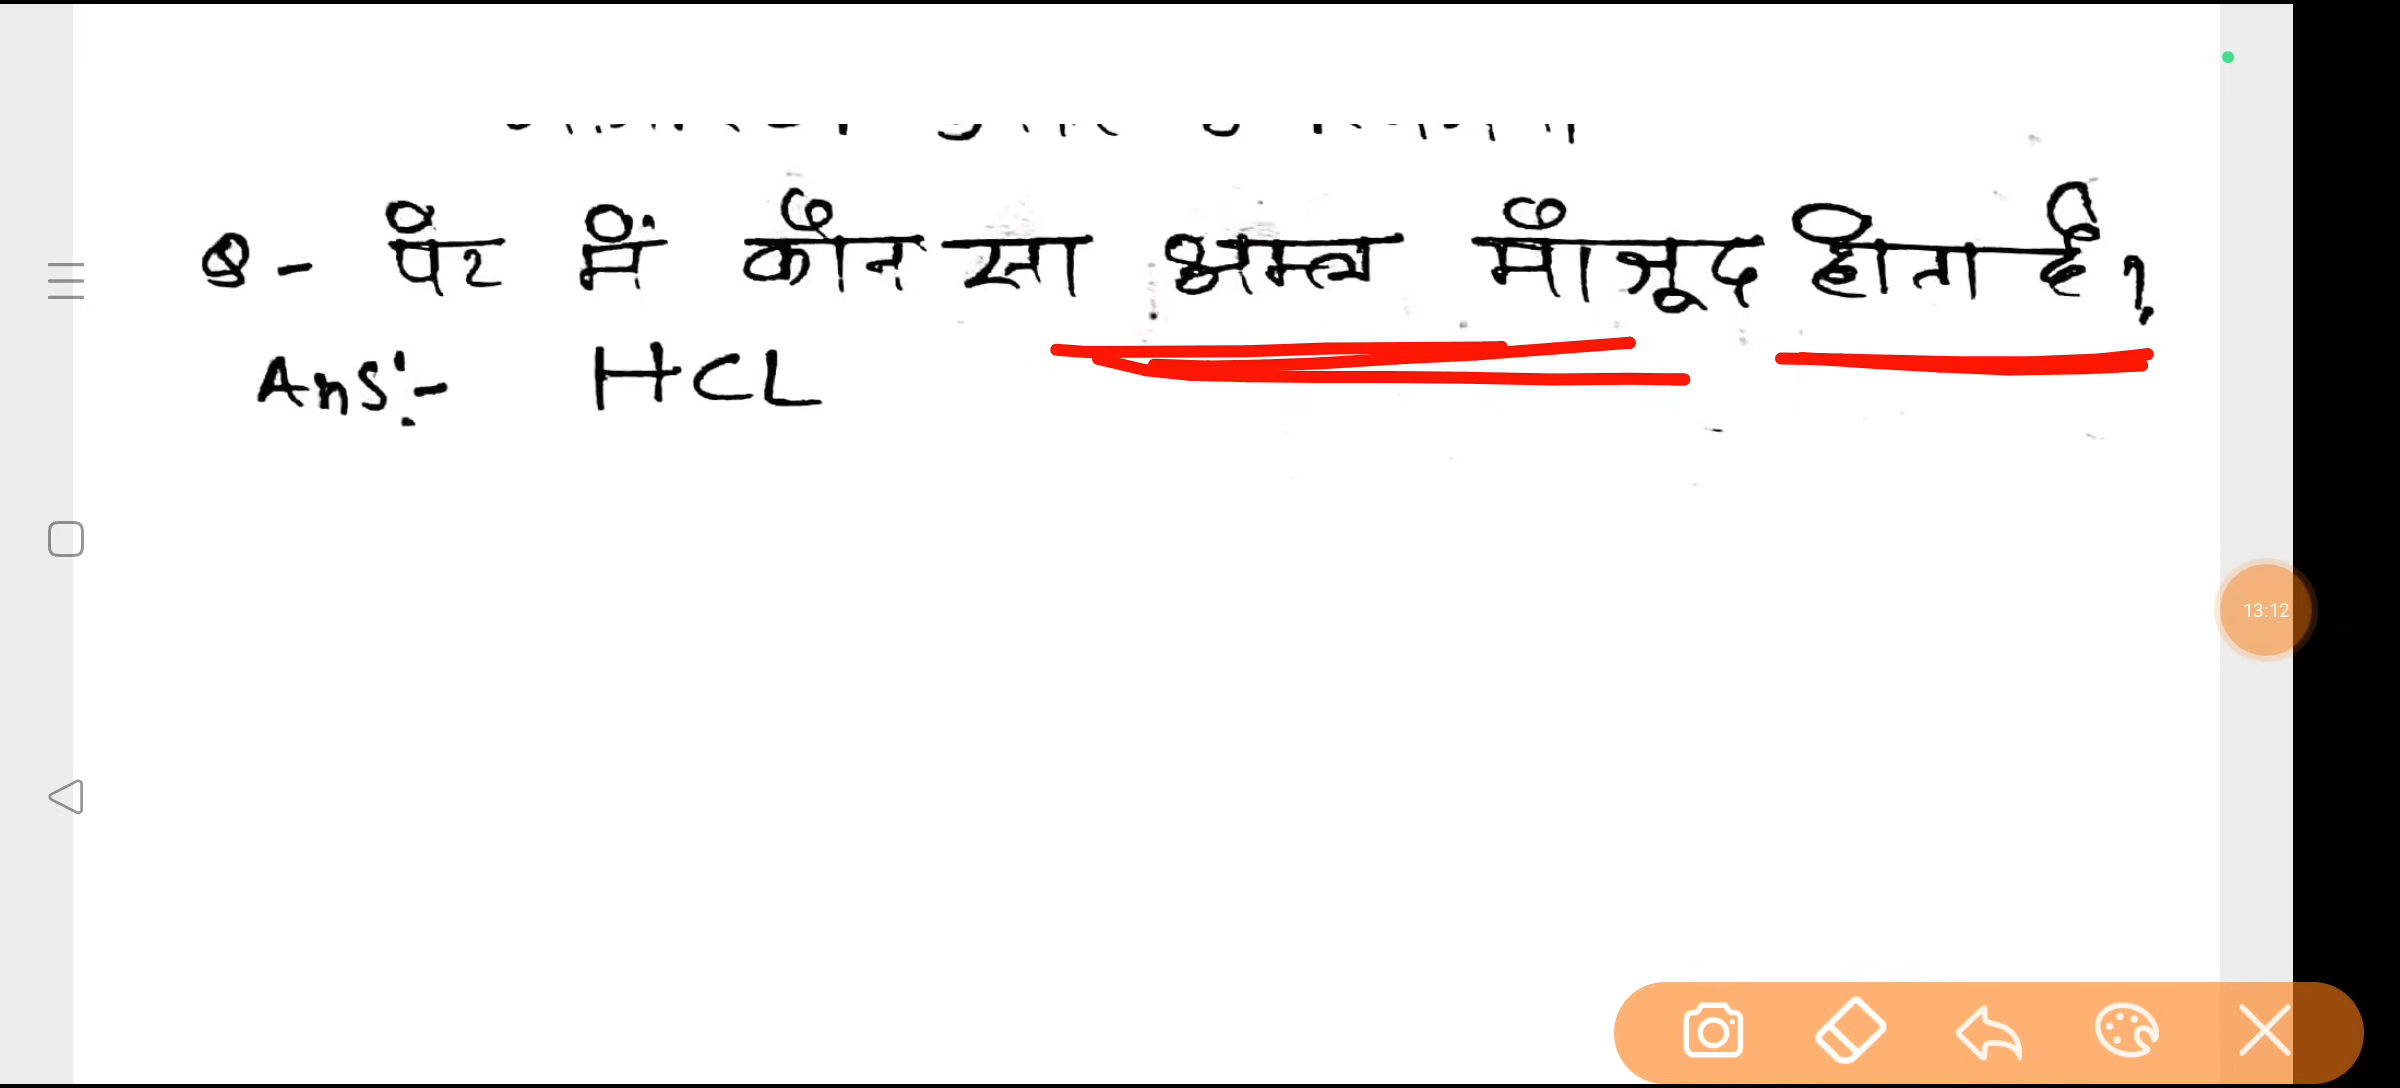 Q - पेट में कौन सा अम्ल मौजूद होता है ?
Ans:- HCL
13:12